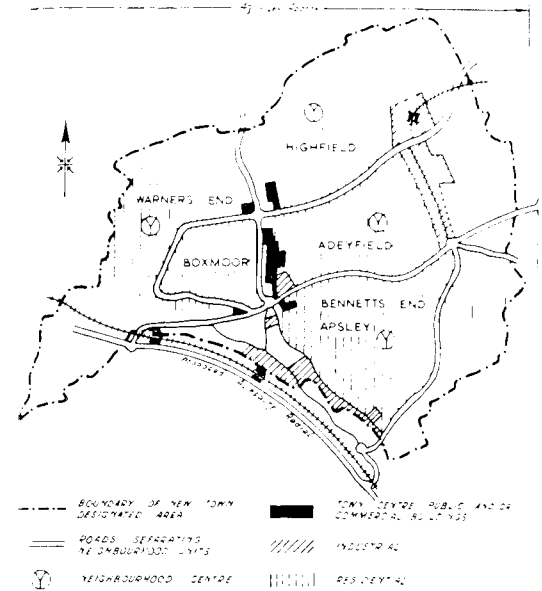 HIGHFIELD
WARNERS END
ADEYFIELD
BOXMOOR
BENNETTS END
APSLEY
BOUNDARY OF NEW TOWN
DESIGNATED AREA
TOWN CENTRE PUBLIC AND/OR
COMMERCIAL BUILDINGS
ROADS SEPARATING
NEIGHBOURHOOD UNITS
INDUSTRIAL
NEIGHBOURHOOD CENTRE
RESIDENTIAL